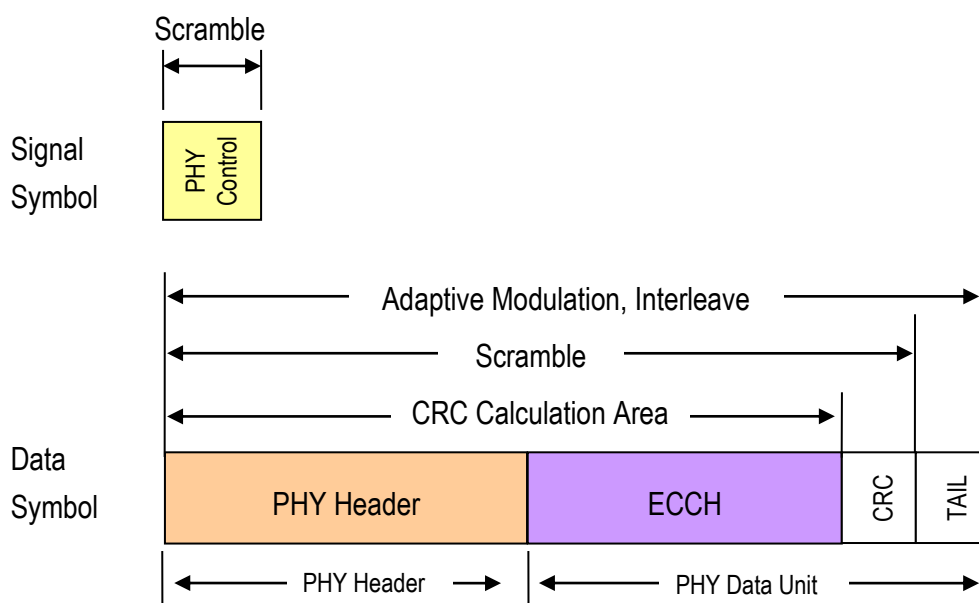 Scramble
Signal
Symbol
PHY
Control
Adaptive Modulation, Interleave
Scramble
CRC Calculation Area
Data
Symbol
PHY Header
ECCH
CRC
TAIL
PHY Header
PHY Data Unit